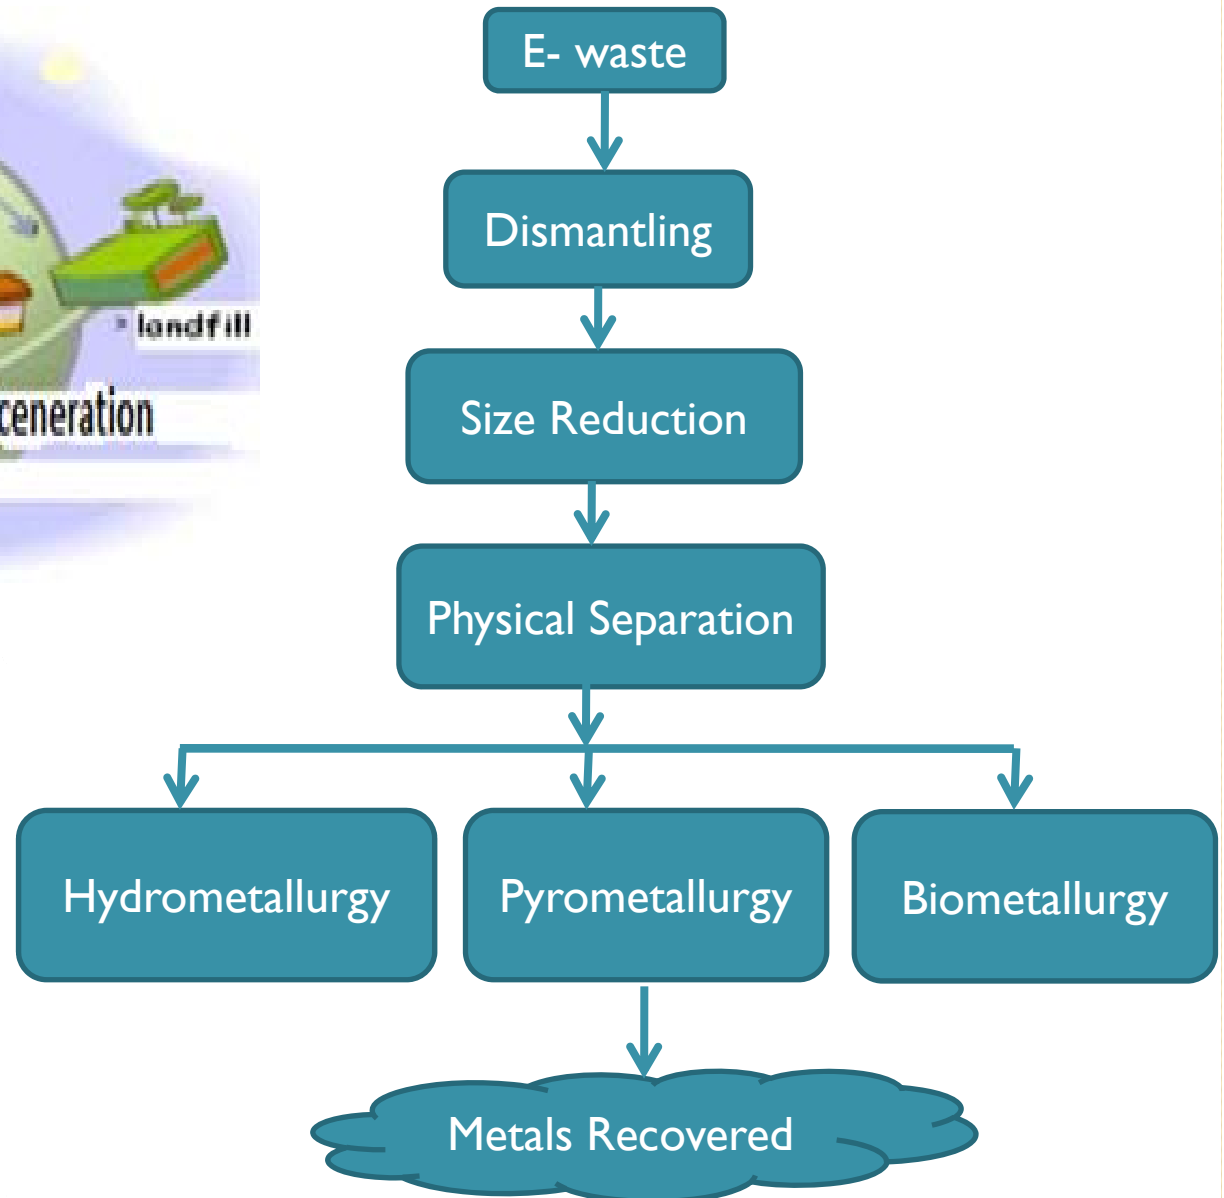 E- waste
Dismantling
landfill
Size Reduction
ceneration
Physical Separation
Hydrometallurgy
Pyrometallurgy
Biometallurgy
Metals Recovered